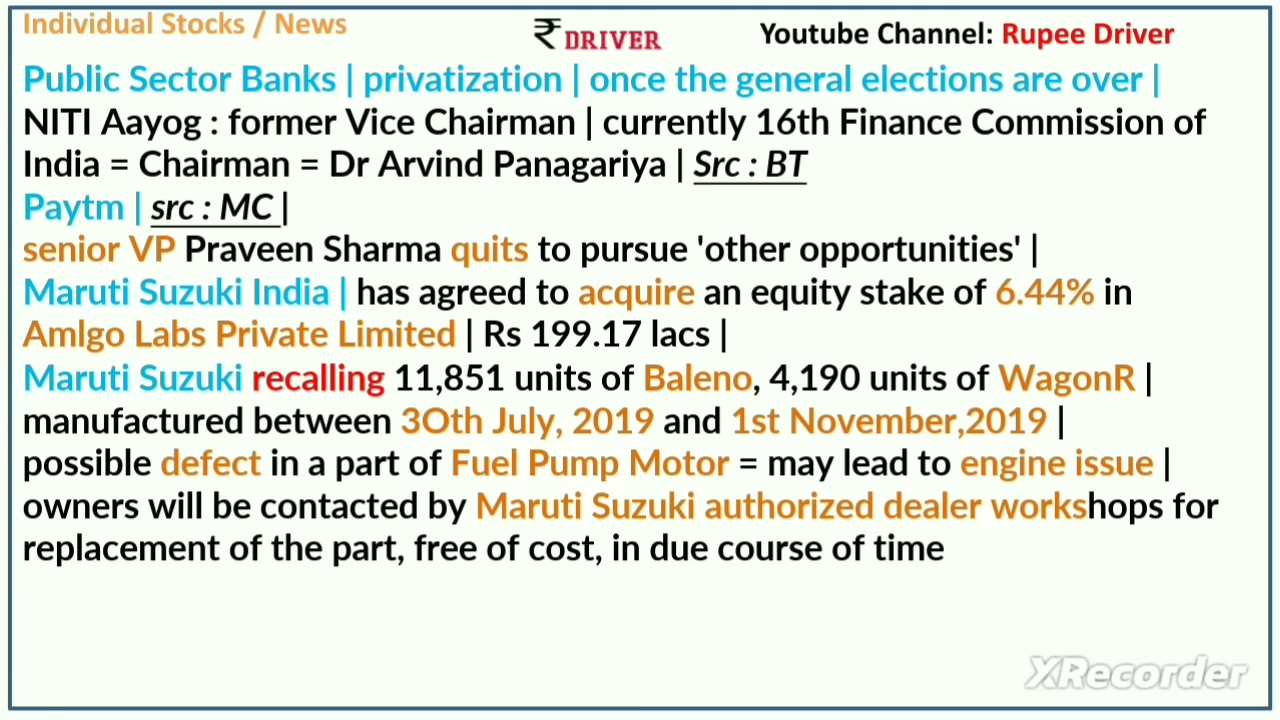 Individual Stocks / News
₹ DRIVER
Youtube Channel: Rupee Driver
Public Sector Banks | privatization | once the general elections are over |
NITI Aayog : former Vice Chairman | currently 16th Finance Commission of
India = Chairman = Dr Arvind Panagariya | Src : BT
Paytm | src : MC |
senior VP Praveen Sharma quits to pursue 'other opportunities' |
Maruti Suzuki India | has agreed to acquire an equity stake of 6.44% in
Amlgo Labs Private Limited | Rs 199.17 lacs |
Maruti Suzuki recalling 11,851 units of Baleno, 4,190 units of WagonR |
manufactured between 3Oth July, 2019 and 1st November,2019 |
possible defect in a part of Fuel Pump Motor = may lead to engine issue |
owners will be contacted by Maruti Suzuki authorized dealer workshops for
replacement of the part, free of cost, in due course of time
XRecorder